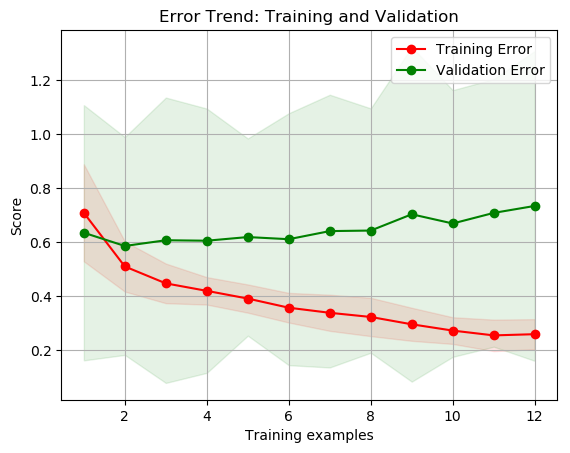 Error Trend: Training and Validation
Training Error
Validation Error
Score
1.2
1.0
0.8
0.6
0.4
0.2
2
4
6
8
10
12
Training examples